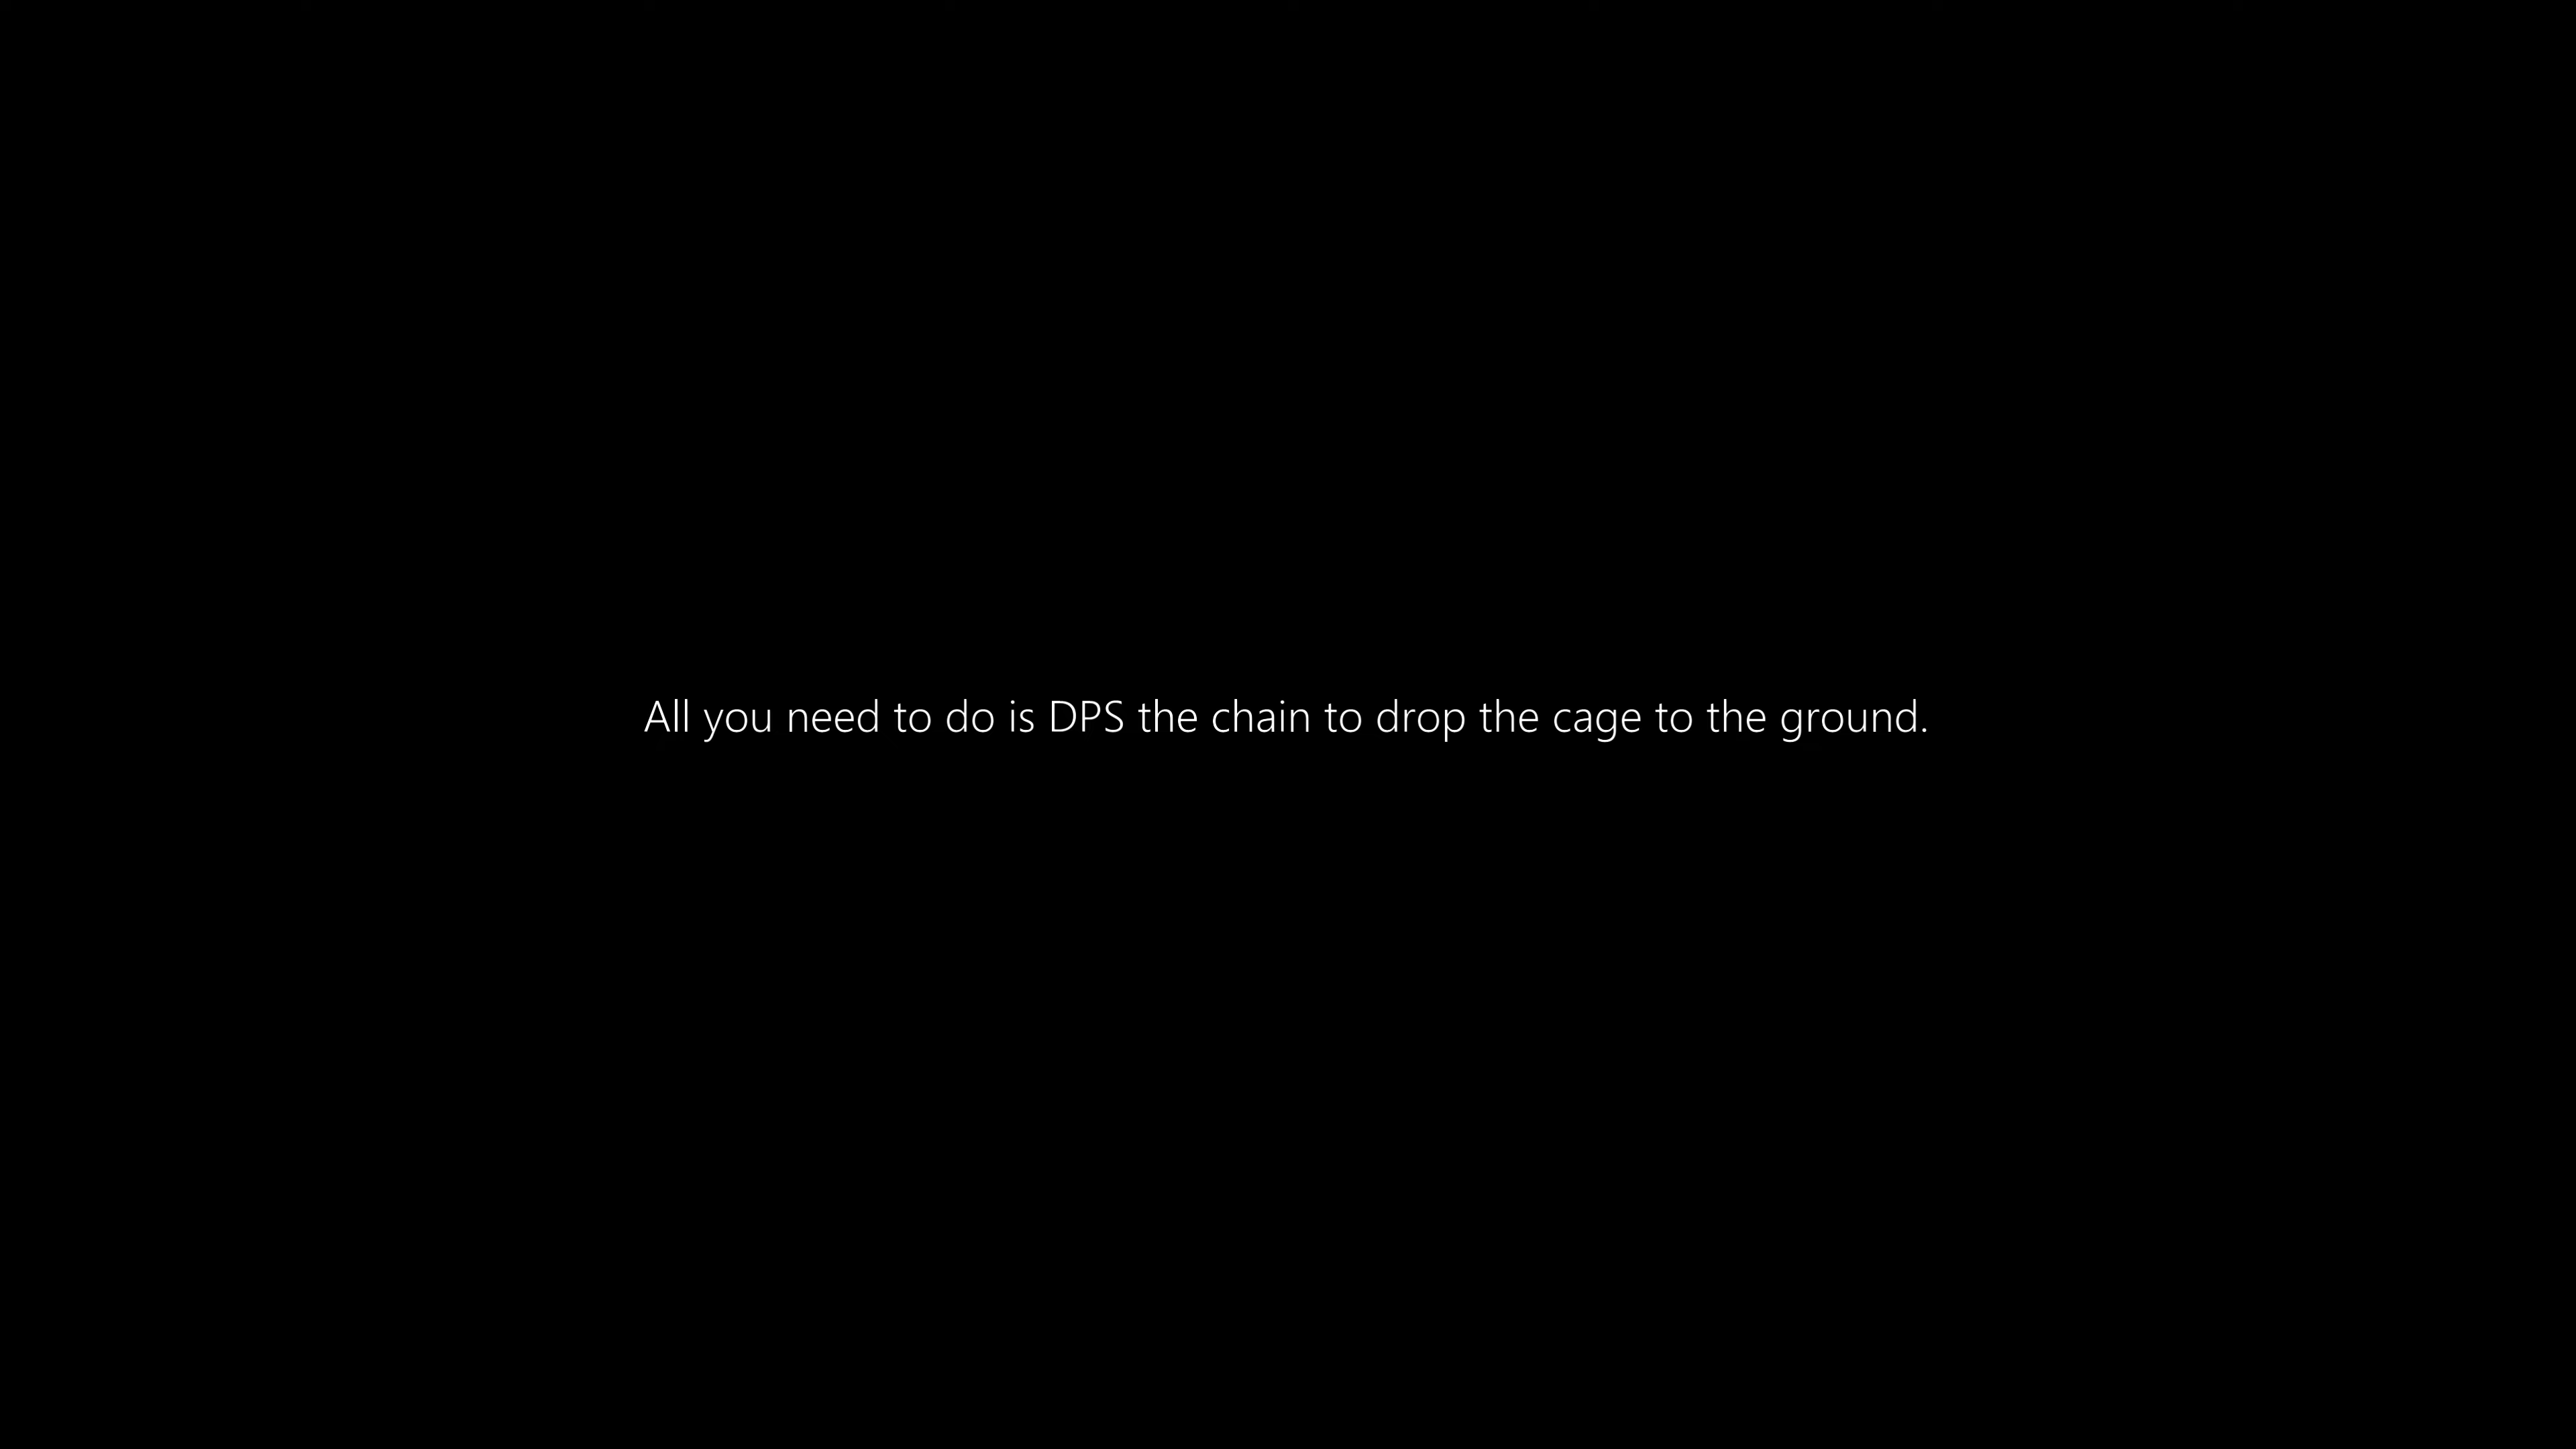 All you need to do is DPS the chain to drop the cage to the ground.